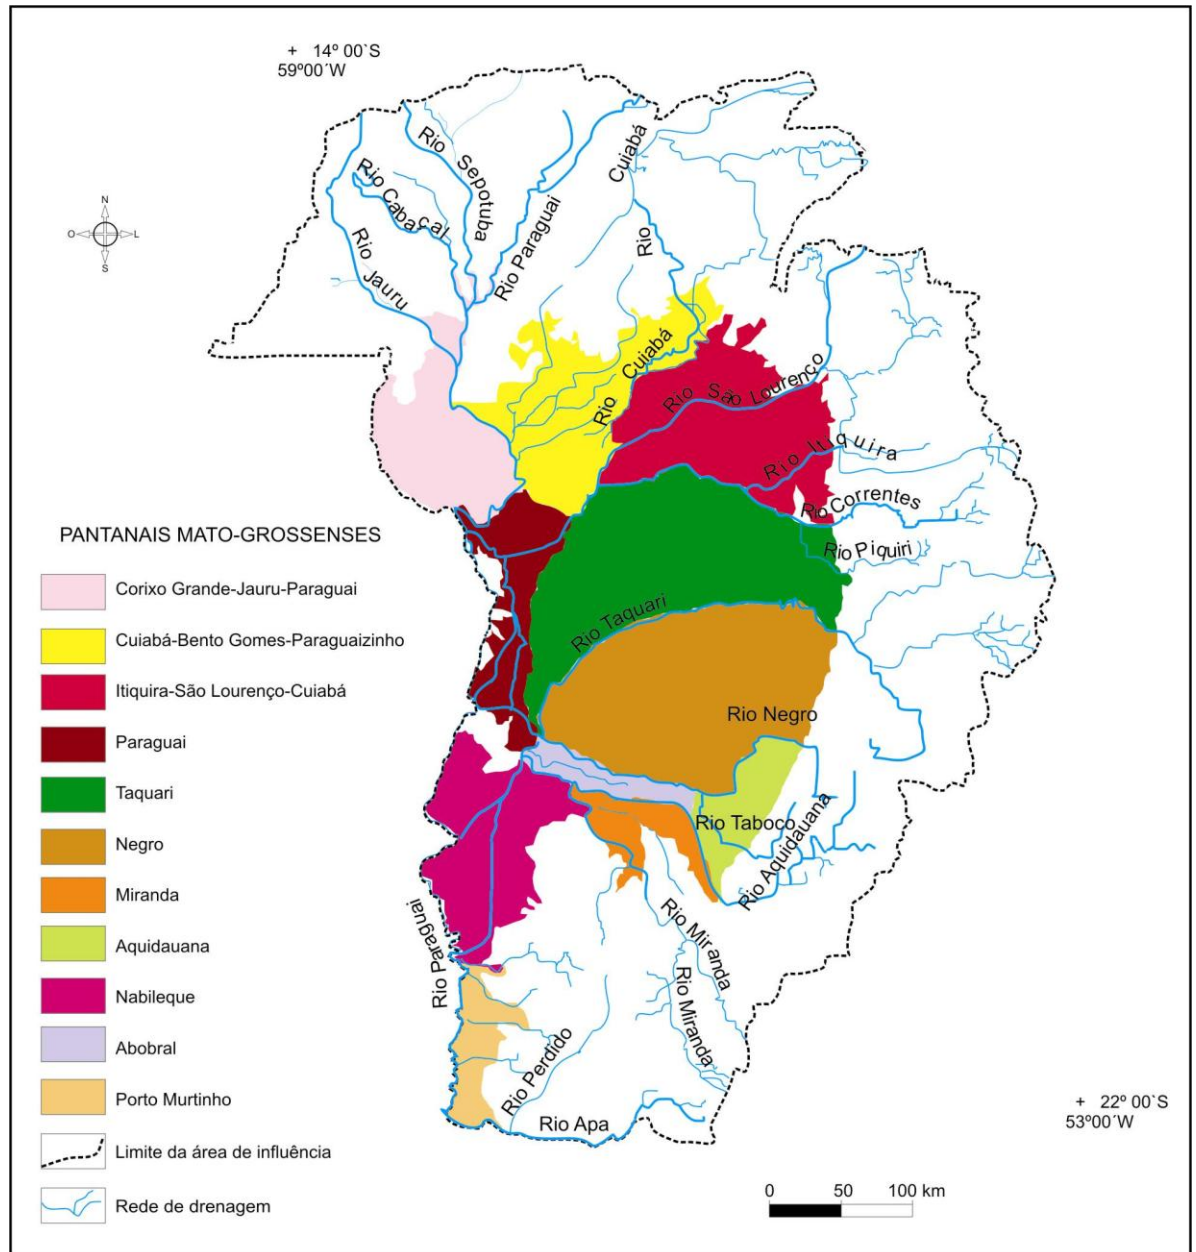 + 14º 00`S
59º00´W
N
O L
S
Rio Sepotuba
Rio Cabaçal
Rio Jauru
Rio Paraguai
Rio Cuiabá
Rio Cuiabá
Rio São Lourenço
Rio Itiquira
Rio Correntes
Rio Piquiri
Rio Taquari
Rio Negro
Rio Taboco
Rio Aquidauana
Rio Miranda
Rio Miranda
Rio Paraguai
Rio Perdido
Rio Apa
PANTANAIS MATO-GROSSENSES
Corixo Grande-Jauru-Paraguai
Cuiabá-Bento Gomes-Paraguaizinho
Itiquira-São Lourenço-Cuiabá
Paraguai
Taquari
Negro
Miranda
Aquidauana
Nabileque
Abobral
Porto Murtinho
Limite da área de influência
Rede de drenagem
+ 22º 00`S
53º00´W
0 50 100 km